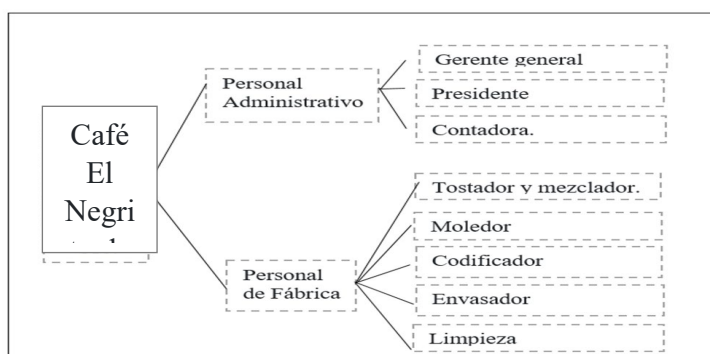 Café
El
Negri
Personal
Administrativo
Gerente general
Presidente
Contadora.
Personal
de Fábrica
Tostador y mezclador.
Moledor
Codificador
Envasador
Limpieza